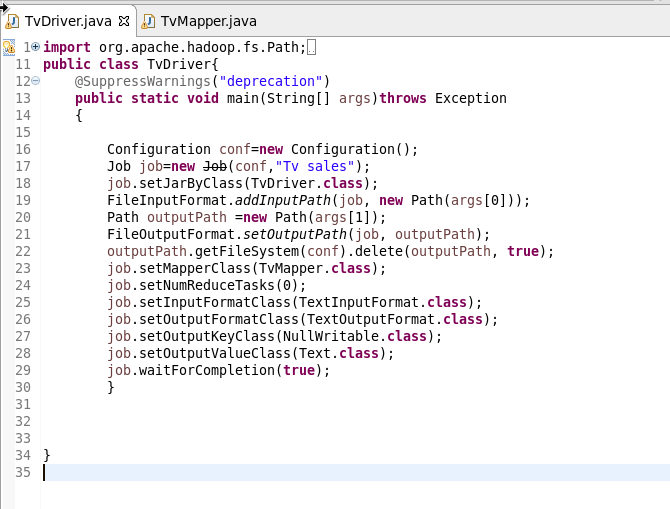 TvDriver.java TvMapper.java
1 import org.apache.hadoop.fs.Path;
11 public class TvDriver{
12 @SuppressWarnings("deprecation")
13 public static void main(String[] args)throws Exception
14 {
15
16 Configuration conf=new Configuration();
17 Job job=new Job(conf,"Tv sales");
18 job.setJarByClass(TvDriver.class);
19 FileInputFormat.addInputPath(job, new Path(args[0]));
20 Path outputPath =new Path(args[1]);
21 FileOutputFormat.setOutputPath(job, outputPath);
22 outputPath.getFileSystem(conf).delete(outputPath, true);
23 job.setMapperClass(TvMapper.class);
24 job.setNumReduceTasks(0);
25 job.setInputFormatClass(TextInputFormat.class);
26 job.setOutputFormatClass(TextOutputFormat.class);
27 job.setOutputKeyClass(NullWritable.class);
28 job.setOutputValueClass(Text.class);
29 job.waitForCompletion(true);
30 }
31
32
33
34 }
35